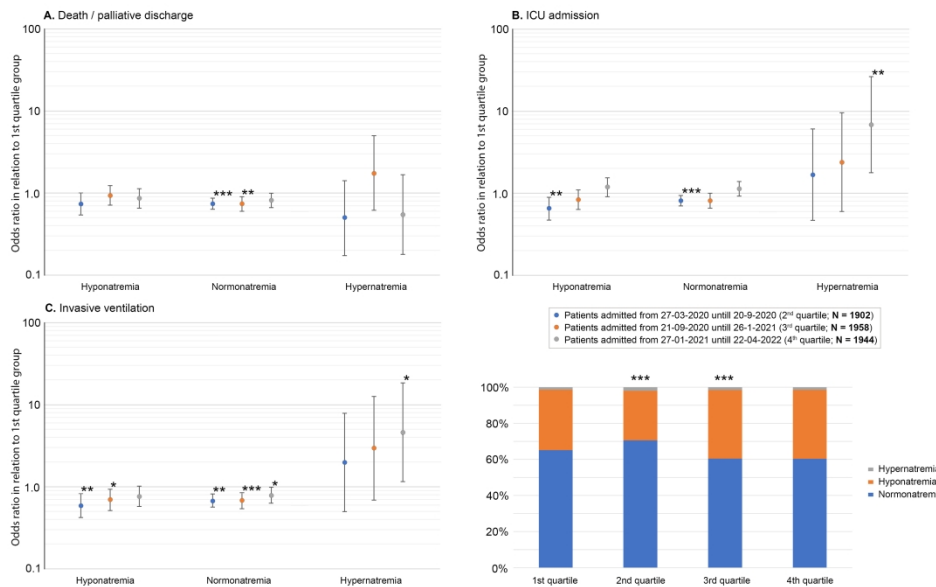 A. Death / palliative discharge
Odds ratio in relation to 1st quartile group
100
10
1.0
0.1
***
**
Hyponatremia
Normonatremia
Hypernatremia
B. ICU admission
Odds ratio in relation to 1st quartile group
100
10
1.0
0.1
**
***
**
Hyponatremia
Normonatremia
Hypernatremia
C. Invasive ventilation
Odds ratio in relation to 1st quartile group
100
10
1.0
0.1
**
*
**
***
*
*
Hyponatremia
Normonatremia
Hypernatremia
Patients admitted from 27-03-2020 untill 20-9-2020 (2nd quartile; N = 1902)
Patients admitted from 21-09-2020 untill 26-1-2021 (3rd quartile; N = 1958)
Patients admitted from 27-01-2021 untill 22-04-2022 (4th quartile; N = 1944)
***
***
100%
80%
60%
40%
20%
0%
1st quartile
2nd quartile
3rd quartile
4th quartile
Hypernatremia
Hyponatremia
Normonatrem